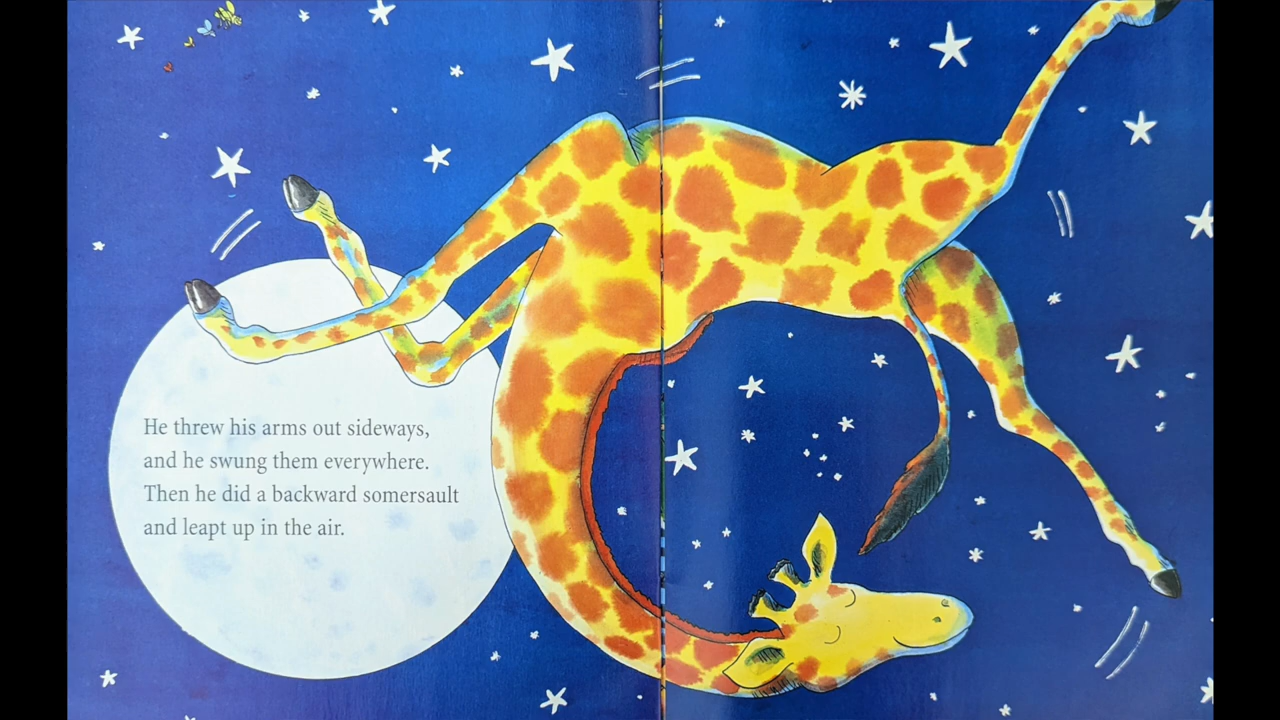 He threw his arms out sideways,
and he swung them everywhere.
Then he did a backward somersault
and leapt up in the air.